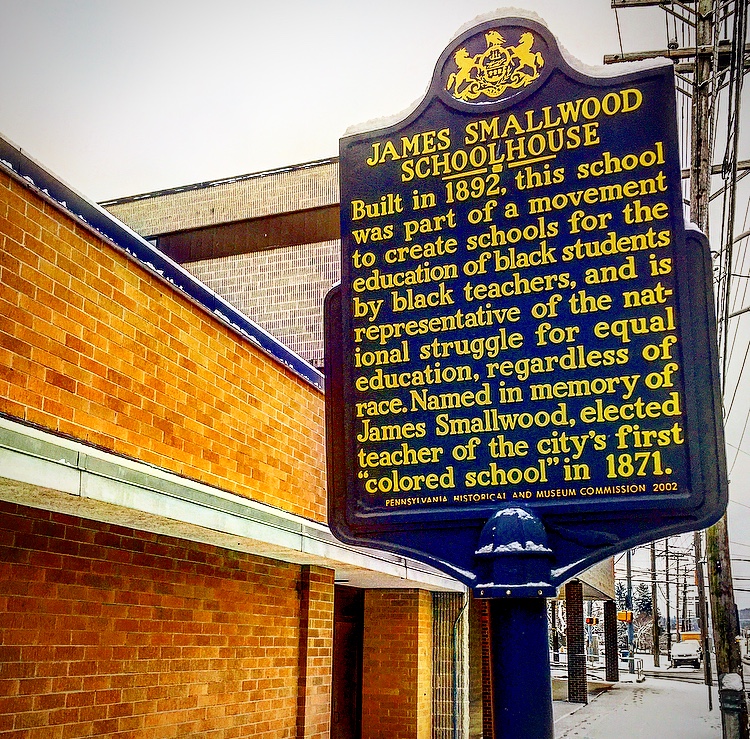 JAMES SMALLWOOD
SCHOOLHOUSE
Built in 1892, this school
was part of a movement
to create schools for the
education of black students
by black teachers, and is
representative of the nat-
ional struggle for equal
education, regardless of
race. Named in memory of
James Smallwood, elected
teacher of the city's first
"colored school" in 1871.
PENNSYLVANIA HISTORICAL AND MUSEUM COMMISSION 2002